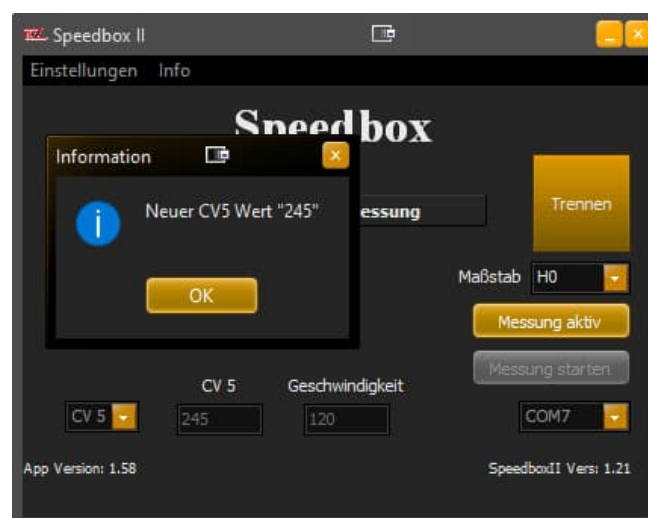 Speedbox II
Einstellungen Info
Speedbox
Information
Neuer CV5 Wert "245"
OK
essung
Trennen
Maßstab H0
Messung aktiv
Messung starten
CV 5 Geschwindigkeit
CV 5 245 120 COM7
App Version: 1.58 SpeedboxII Vers: 1.21